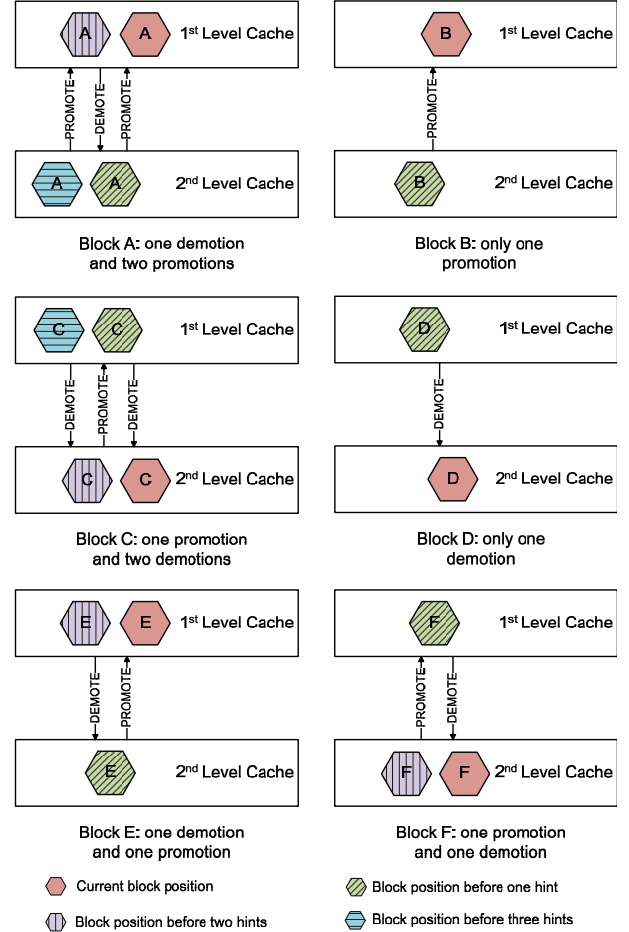 A A 1st Level Cache
PROMOTE DEMOTE PROMOTE
A A 2nd Level Cache
Block A: one demotion
and two promotions
B 1st Level Cache
PROMOTE
B 2nd Level Cache
Block B: only one
promotion
C C 1st Level Cache
DEMOTE PROMOTE DEMOTE
C C 2nd Level Cache
Block C: one promotion
and two demotions
D 1st Level Cache
DEMOTE
D 2nd Level Cache
Block D: only one
demotion
E E 1st Level Cache
DEMOTE PROMOTE
E 2nd Level Cache
Block E: one demotion
and one promotion
F 1st Level Cache
PROMOTE DEMOTE
F F 2nd Level Cache
Block F: one promotion
and one demotion
Current block position
Block position before one hint
Block position before two hints
Block position before three hints